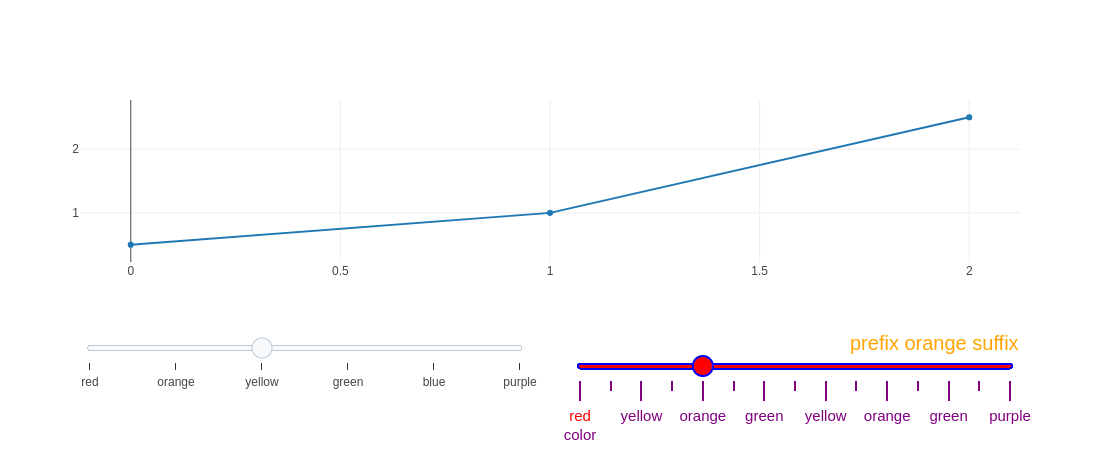 2
1
0 0.5 1 1.5 2
prefix orange suffix
red orange yellow green blue purple
red yellow orange green yellow orange green purple
color